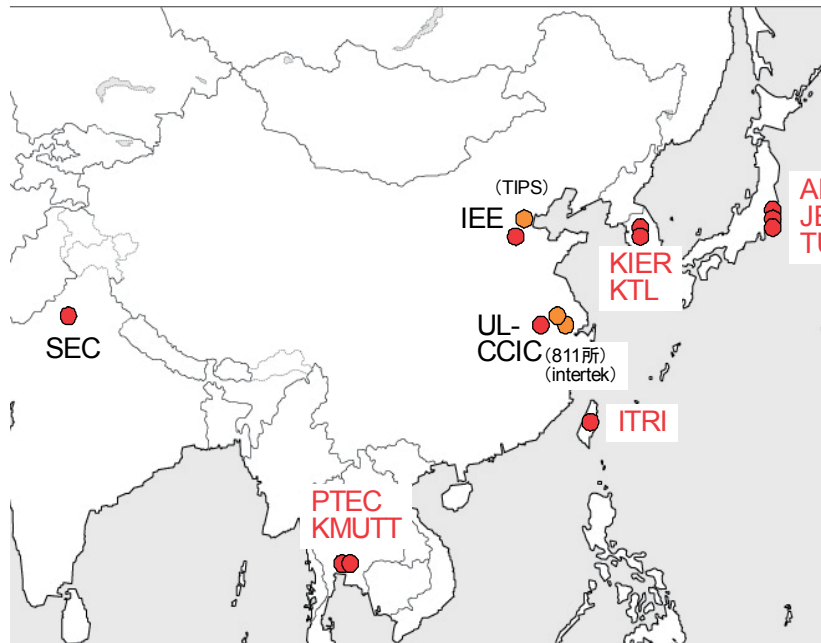 （TIPS）
IEE
KIER
KTL
SEC
UL-
CCIC
（811所）
（intertek）
ITRI
PTEC
KMUTT